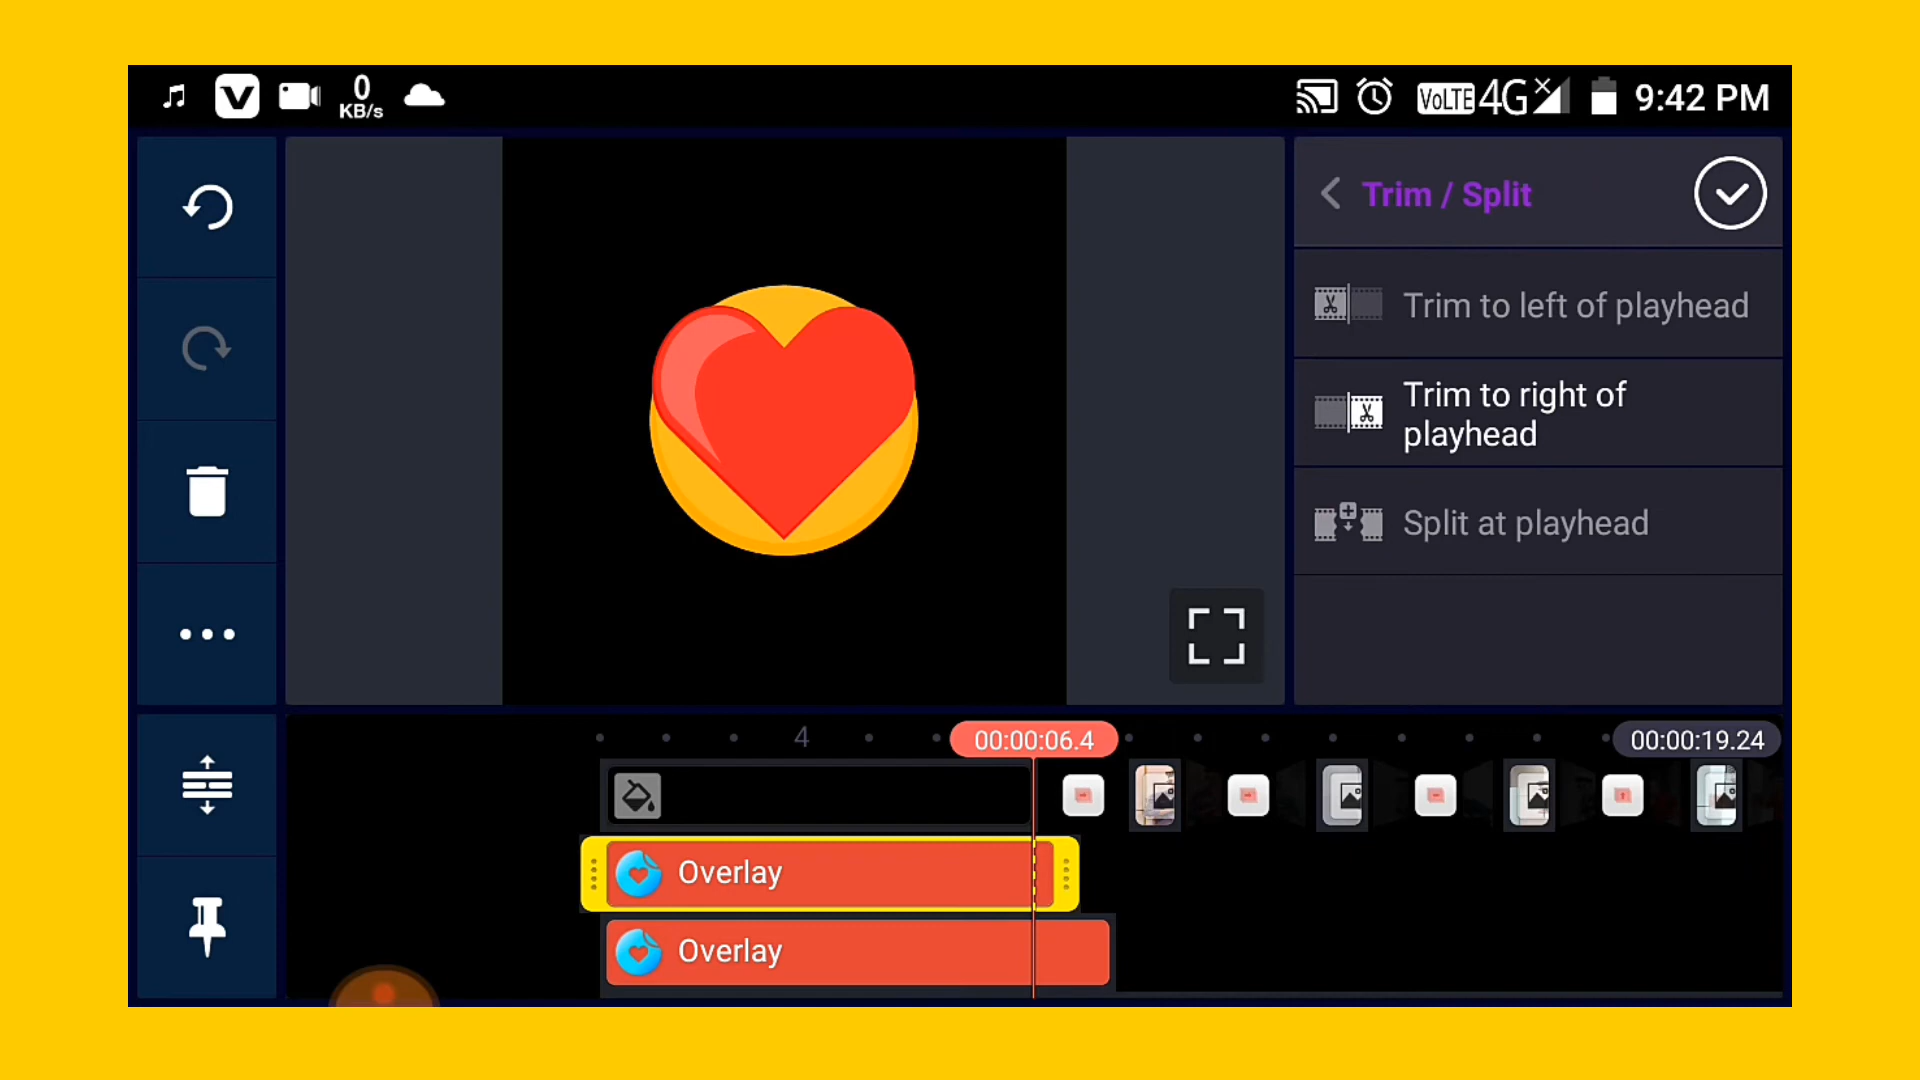 0
KB/s
VoLTE 4G
9:42 PM
Trim / Split
Trim to left of playhead
Trim to right of
playhead
Split at playhead
4
00:00:06.4
00:00:19.24
Overlay
Overlay